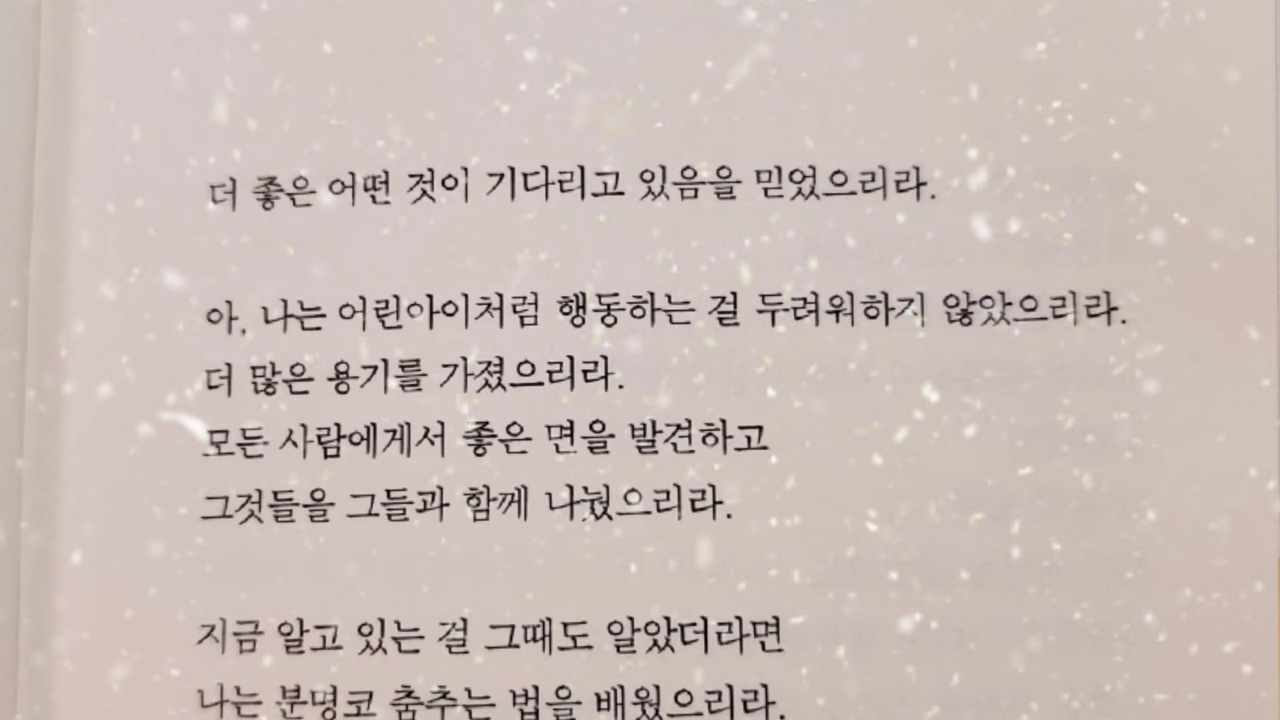 더 좋은 어떤 것이 기다리고 있음을 믿었으리라.
아, 나는 어린아이처럼 행동하는 걸 두려워하지 않았으리라.
더 많은 용기를 가졌으리라.
모든 사람에게서 좋은 면을 발견하고
그것들을 그들과 함께 나눴으리라.
지금 알고 있는 걸 그때도 알았더라면
나는 분명코 춤추는 법을 배웠으리라.